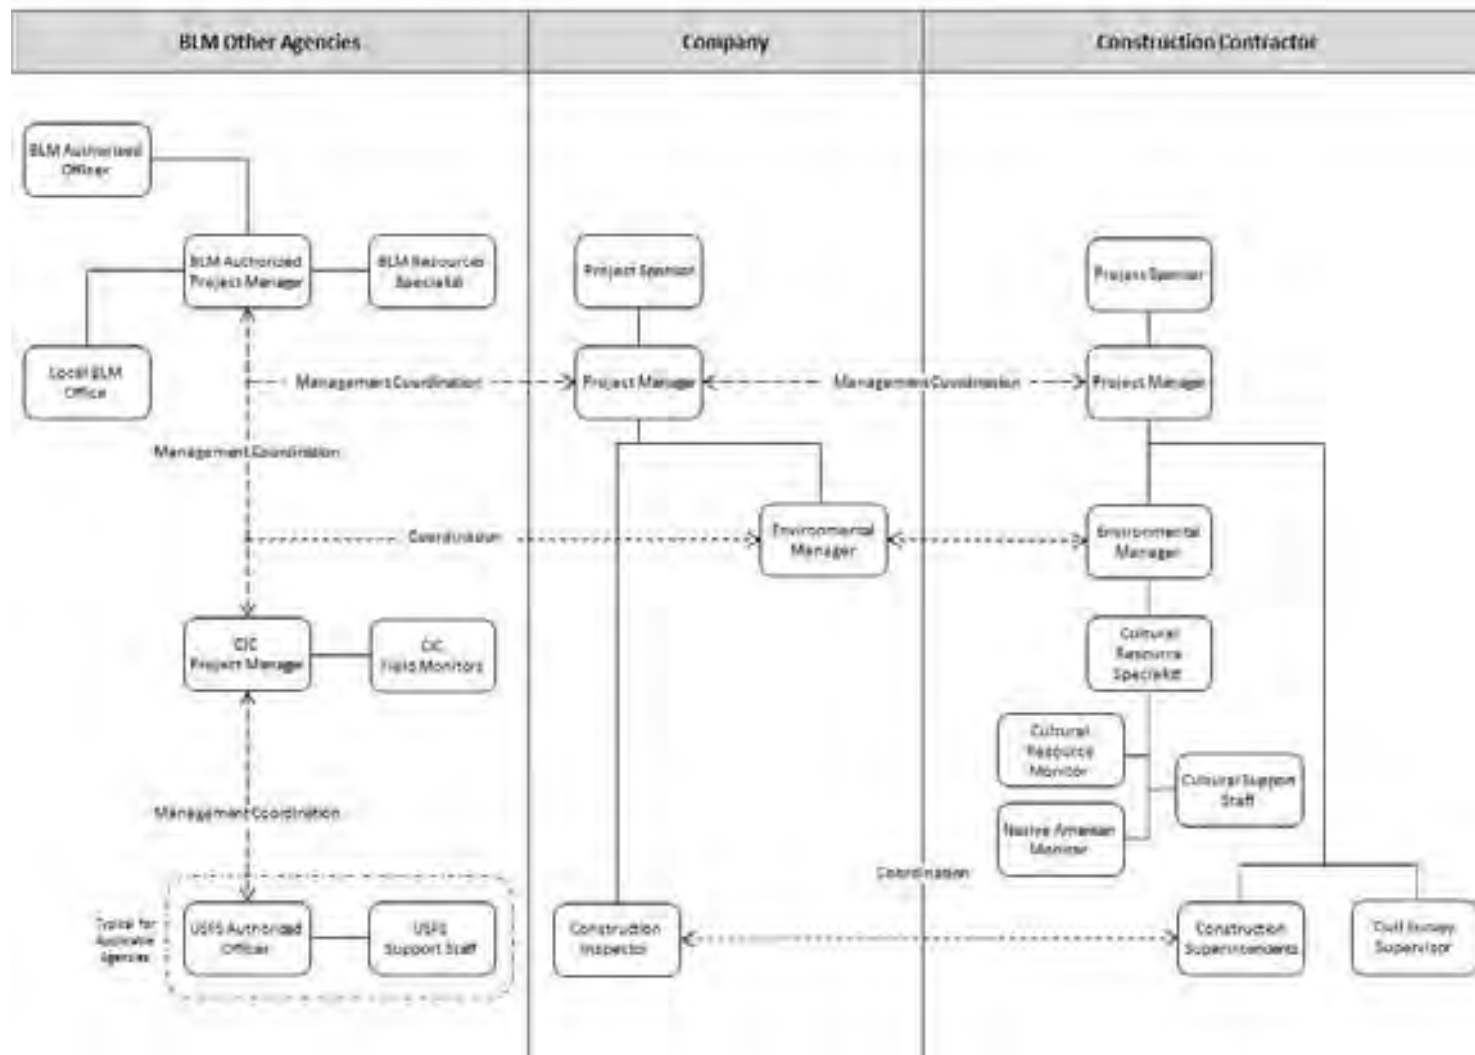 BLM Other Agencies
Company
Construction Contractor
BLM Authorized
Officer
BLM Authorized
Project Manager
BLM Resources
Specialist
Project Sponsor
Project Sponsor
Local BLM
Office
Management Coordination
Project Manager
Management Coordination
Project Manager
Management Coordination
Coordination
Environmental
Manager
Environmental
Manager
CIC
Project Manager
CIC
Field Monitors
Cultural
Resource
Specialist
Cultural
Resource
Monitor
Cultural Support
Staff
Management Coordination
Native American
Monitor
Coordination
Typical for
Applicable
Agencies
USFS Authorized
Officer
USFS
Support Staff
Construction
Inspector
Construction
Superintendents
Civil Survey
Supervisor